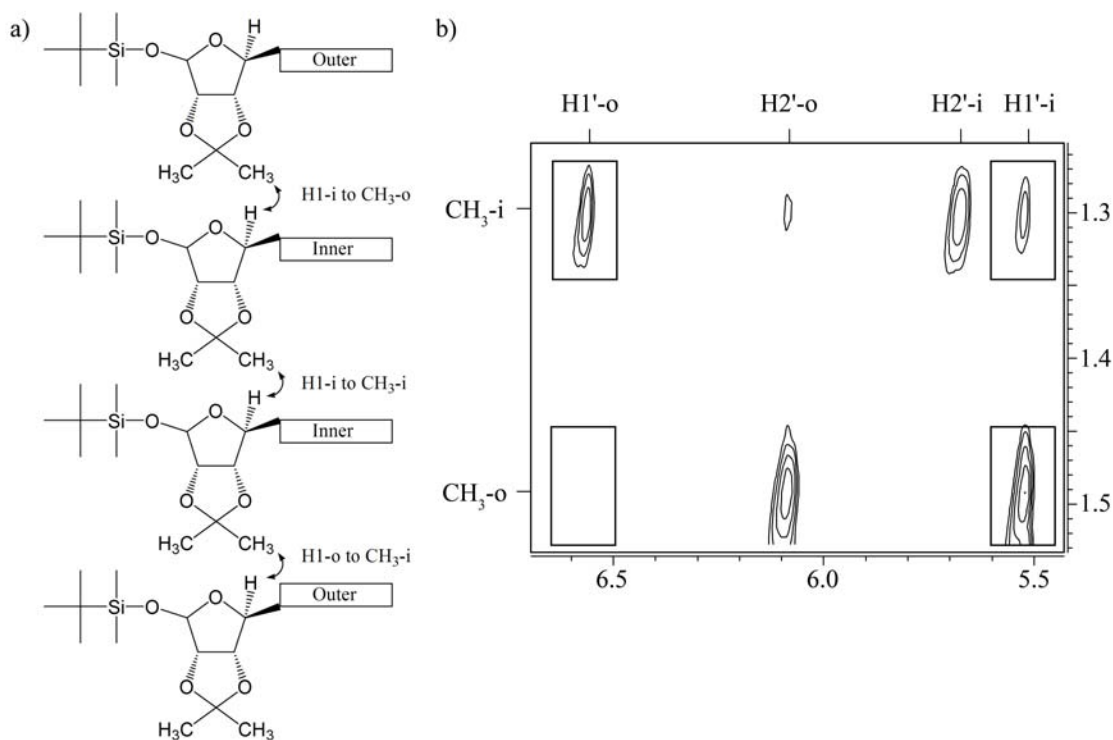 a)
H
Si
O
O
Outer
O
O
H₃C
CH₃
H1-i to CH₃-o
H
Si
O
O
Inner
O
O
H₃C
CH₃
H1-i to CH₃-i
H
Si
O
O
Inner
O
O
H₃C
CH₃
H1-o to CH₃-i
H
Si
O
O
Outer
O
O
H₃C
CH₃
b)
H1'-o H2'-o H2'-i H1'-i
CH₃-i
1.3
1.4
CH₃-o
1.5
6.5 6.0 5.5